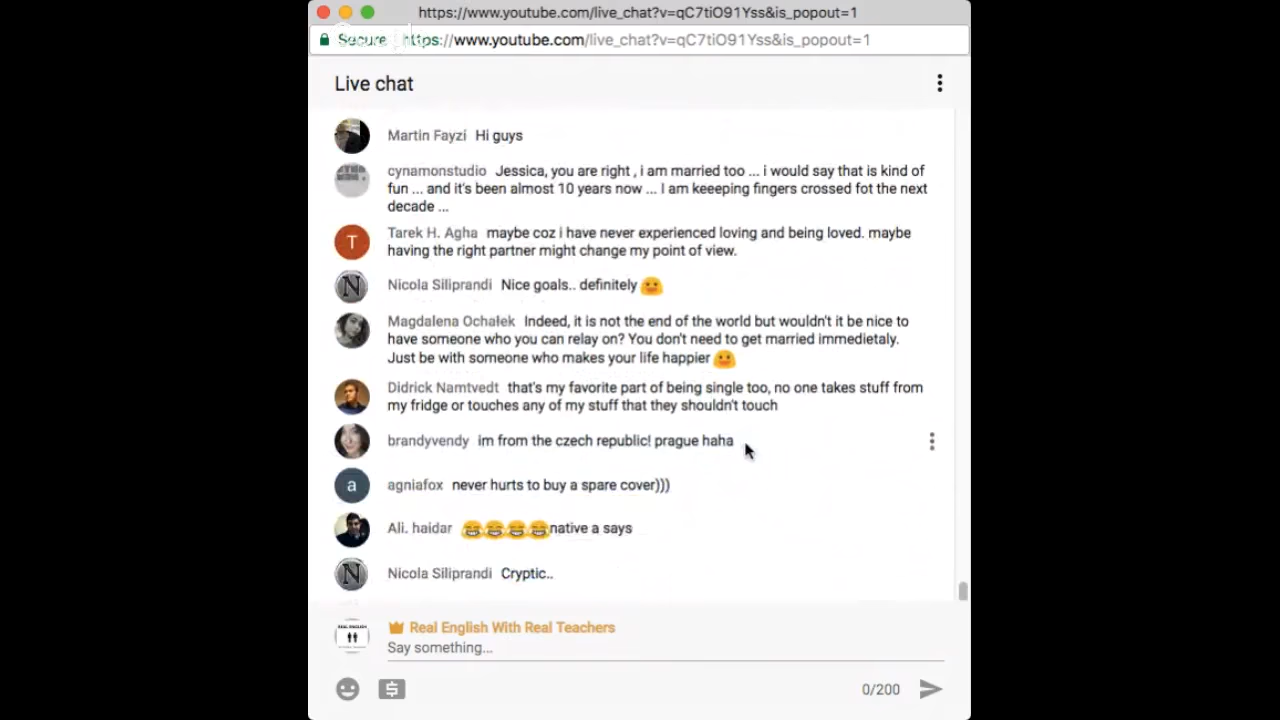 https://www.youtube.com/live_chat?v=qC7tiO91Yss&is_popout=1
Secure https://www.youtube.com/live_chat?v=qC7tiO91Yss&is_popout=1
Live chat
Martin Fayzi Hi guys
cynamonstudio Jessica, you are right , i am married too ... i would say that is kind of
fun ... and it's been almost 10 years now ... I am keeeping fingers crossed fot the next
decade ...
T
Tarek H. Agha maybe coz i have never experienced loving and being loved. maybe
having the right partner might change my point of view.
N
Nicola Siliprandi Nice goals.. definitely
Magdalena Ochałek Indeed, it is not the end of the world but wouldn't it be nice to
have someone who you can relay on? You don't need to get married immedietaly.
Just be with someone who makes your life happier
Didrick Namtvedt that's my favorite part of being single too, no one takes stuff from
my fridge or touches any of my stuff that they shouldn't touch
brandyvendy im from the czech republic! prague haha
a
agniafox never hurts to buy a spare cover)))
Ali. haidar 😂😂😂😂native a says
N
Nicola Siliprandi Cryptic..
REAL ENGLISH
Real English With Real Teachers
Say something...
0/200